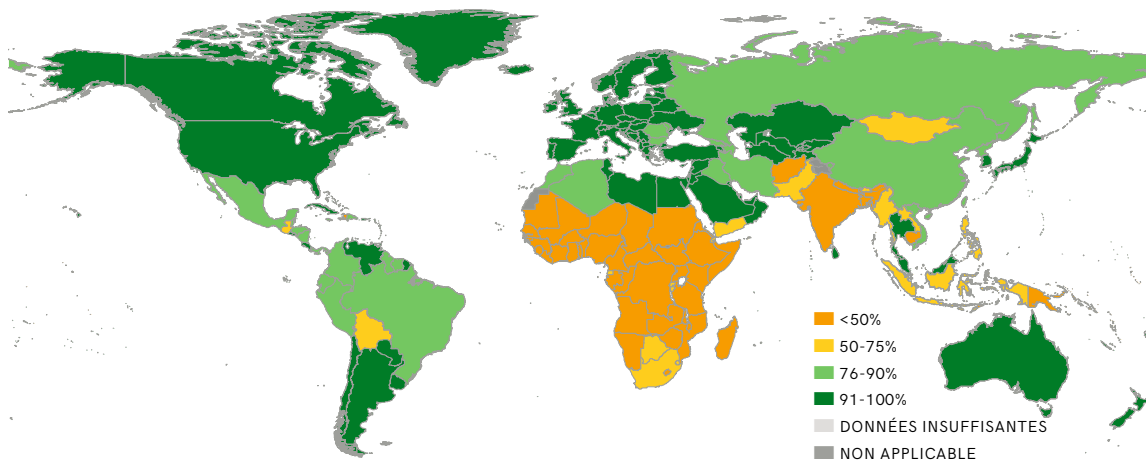 <50%
50-75%
76-90%
91-100%
DONNÉES INSUFFISANTES
NON APPLICABLE